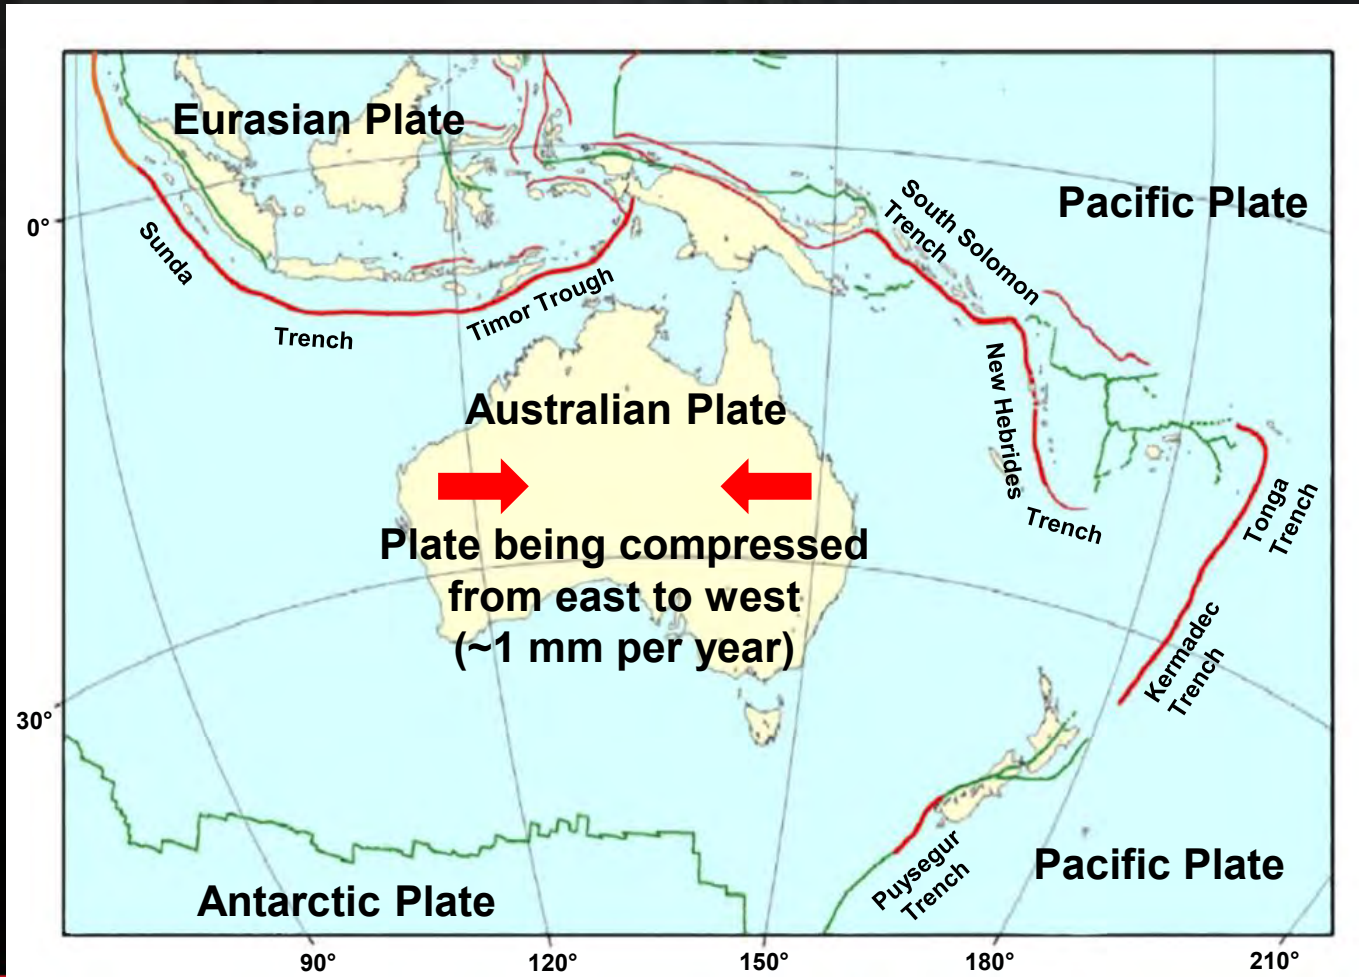 Eurasian Plate
Pacific Plate
South Solomon
Trench
0°
Sunda
Trench
Timor Trough
New Hebrides
Trench
Australian Plate
Plate being compressed
from east to west
(~1 mm per year)
Tonga
Trench
Kermadec
Trench
30°
Puysegur
Trench
Pacific Plate
Antarctic Plate
90°
120°
150°
180°
210°